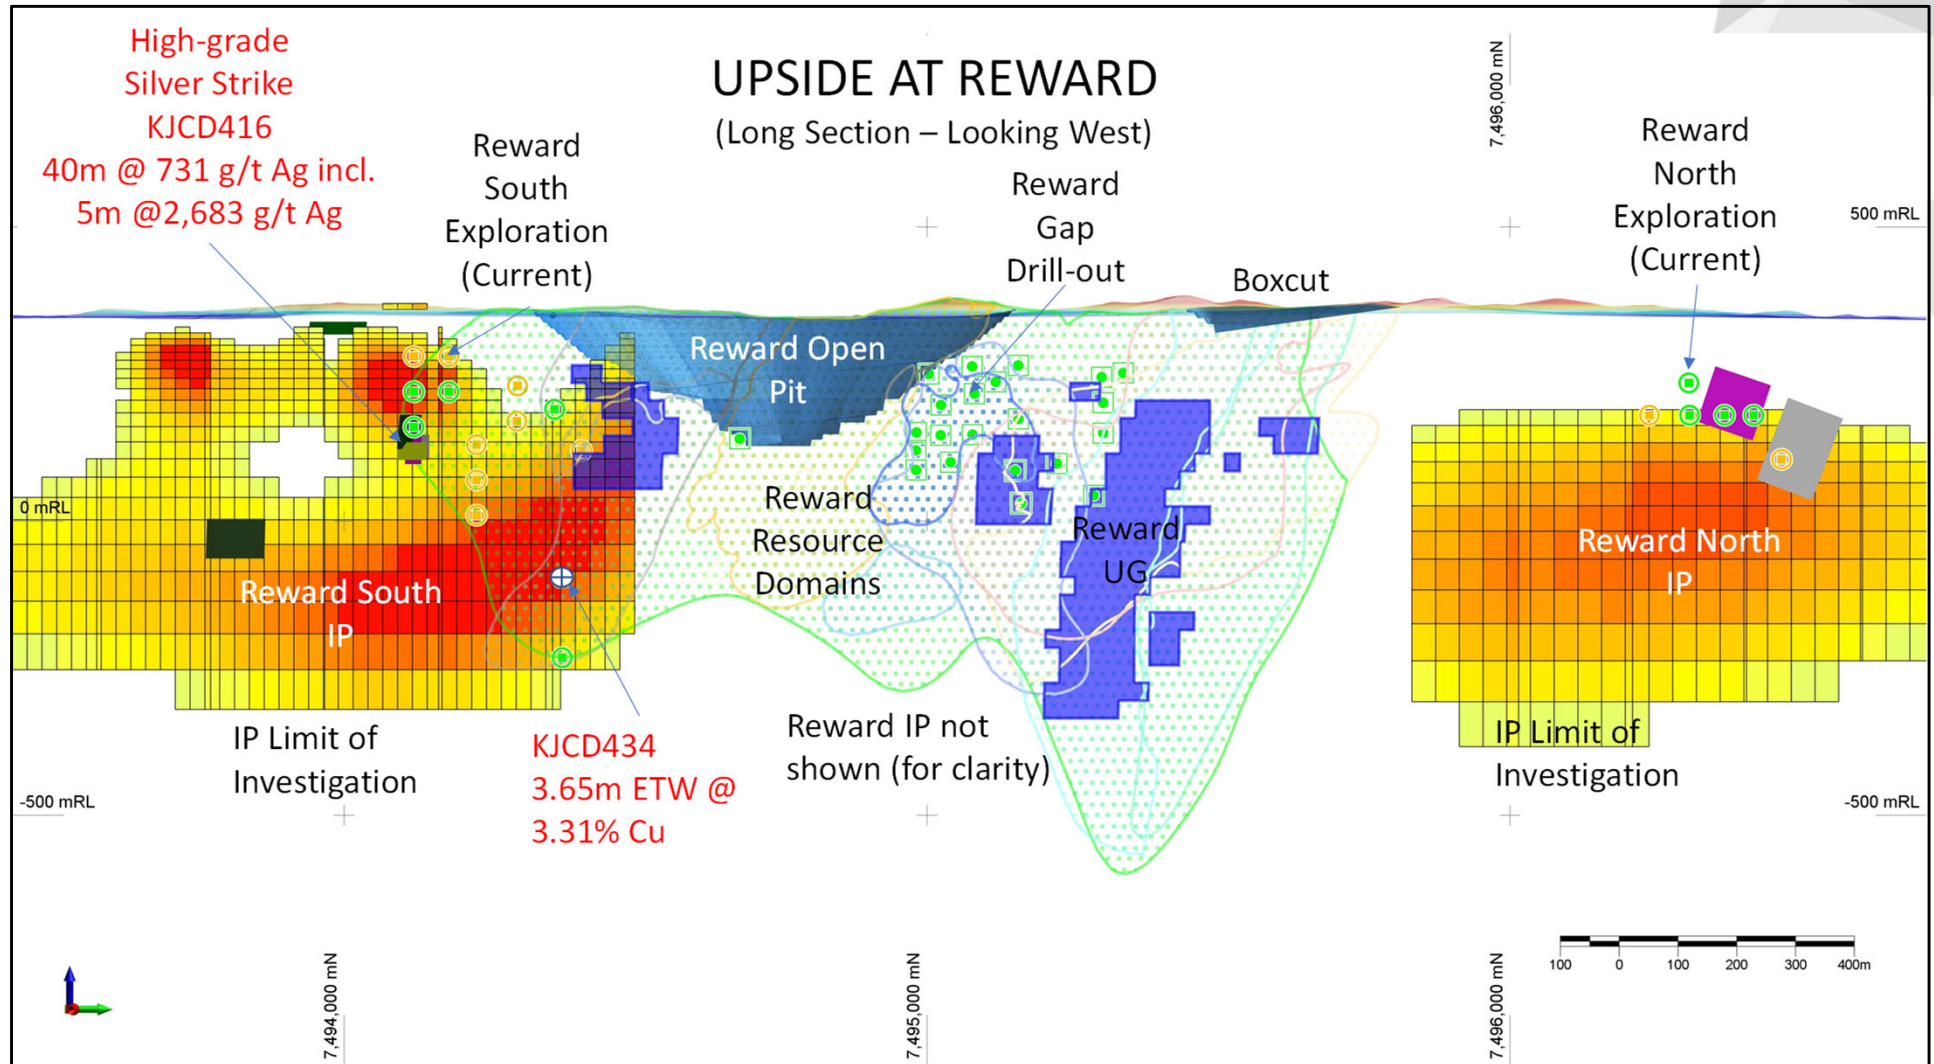 UPSIDE AT REWARD
(Long Section – Looking West)
High-grade
Silver Strike
KJCD416
40m @ 731 g/t Ag incl.
5m @2,683 g/t Ag
Reward
South
Exploration
(Current)
Reward
Gap
Drill-out
Boxcut
7,496,000 mN
Reward
North
Exploration
(Current)
500 mRL
Reward Open
Pit
0 mRL
Reward
Resource
Domains
Reward
UG
Reward South
IP
Reward North
IP
IP Limit of
Investigation
KJCD434
3.65m ETW @
3.31% Cu
Reward IP not
shown (for clarity)
IP Limit of
Investigation
-500 mRL
-500 mRL
7,494,000 mN
7,495,000 mN
7,496,000 mN
100 0 100 200 300 400m